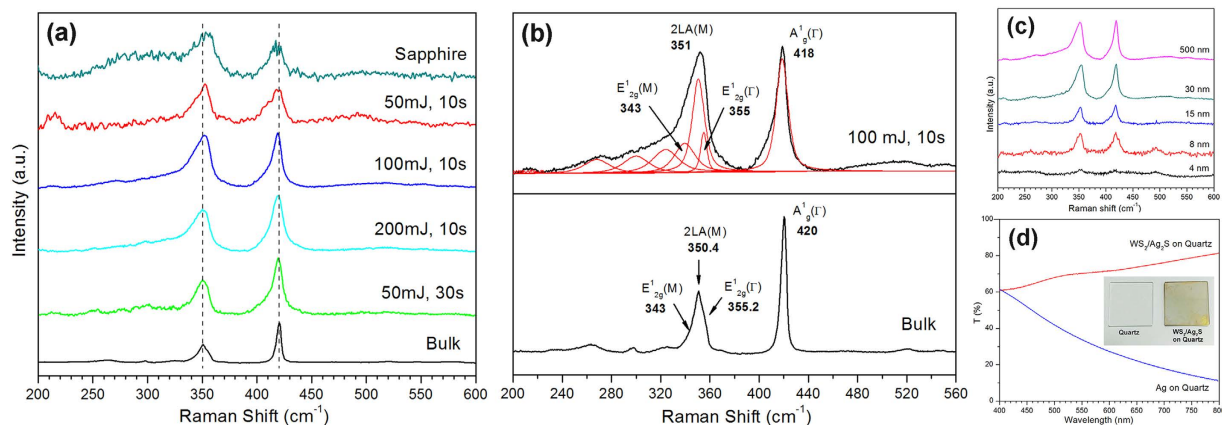 (a)
Sapphire
50mJ, 10s
100mJ, 10s
200mJ, 10s
50mJ, 30s
Bulk
Intensity (a.u.)
200 250 300 350 400 450 500 550 600
Raman Shift (cm-1)
(b)
2LA(M)
351
A1g(Γ)
418
E12g(M)
343
E12g(Γ)
355
100 mJ, 10s
A1g(Γ)
420
2LA(M)
350.4
E12g(M)
343
E12g(Γ)
355.2
Bulk
200 240 280 320 360 400 440 480 520 560
Raman Shift (cm-1)
(c)
500 nm
30 nm
15 nm
8 nm
4 nm
Intensity (a.u.)
200 250 300 350 400 450 500 550 600
Raman shift (cm-1)
(d)
100
80
60
40
20
0
T (%)
WS2/Ag2S on Quartz
Quartz
WS2/Ag2S
on Quartz
Ag on Quartz
400 450 500 550 600 650 700 750 800
Wavelength (nm)